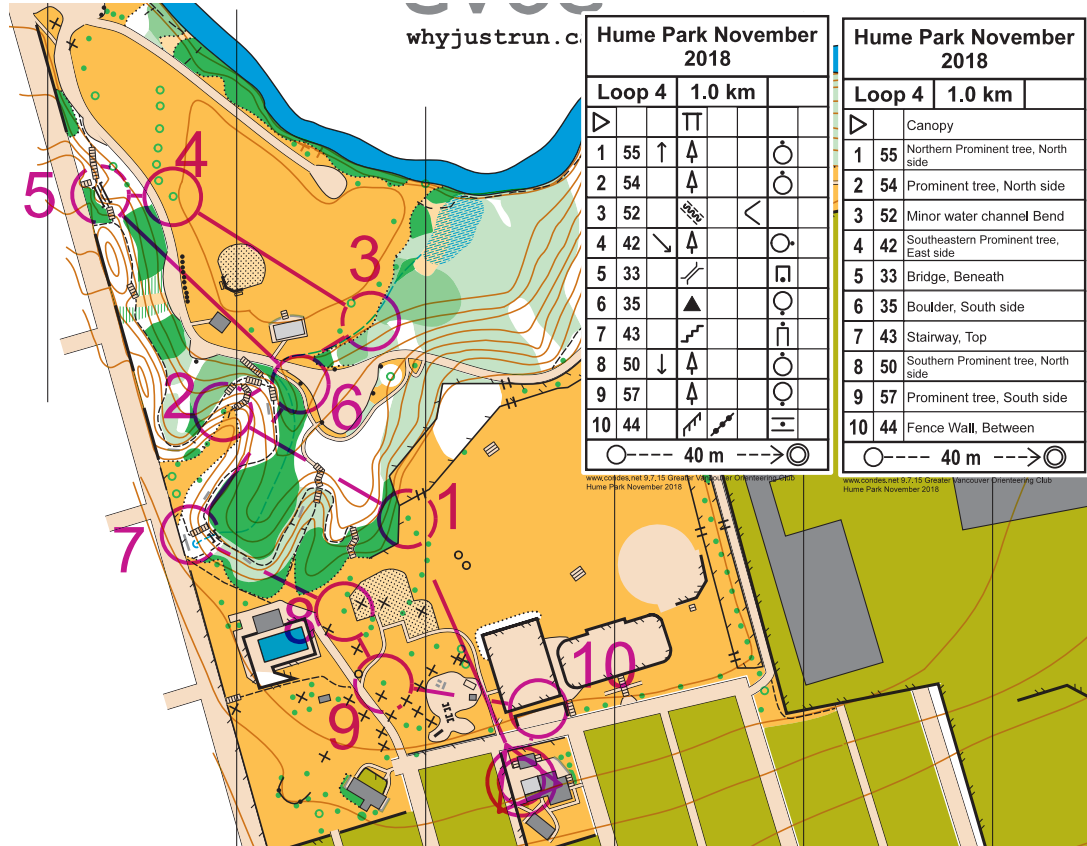 whyjustrun.c
Hume Park November
2018
Loop 4 1.0 km
1 55
2 54
3 52
4 42
5 33
6 35
7 43
8 50
9 57
10 44
40 m
www.condes.net 9.7.15 Greater Vancouver Orienteering Club
Hume Park November 2018
Hume Park November
2018
Loop 4 1.0 km
Canopy
1 55 Northern Prominent tree, North
side
2 54 Prominent tree, North side
3 52 Minor water channel Bend
4 42 Southeastern Prominent tree,
East side
5 33 Bridge, Beneath
6 35 Boulder, South side
7 43 Stairway, Top
8 50 Southern Prominent tree, North
side
9 57 Prominent tree, South side
10 44 Fence Wall, Between
40 m
www.condes.net 9.7.15 Greater Vancouver Orienteering Club
Hume Park November 2018
4
5
3
2
6
1
7
8
10
9